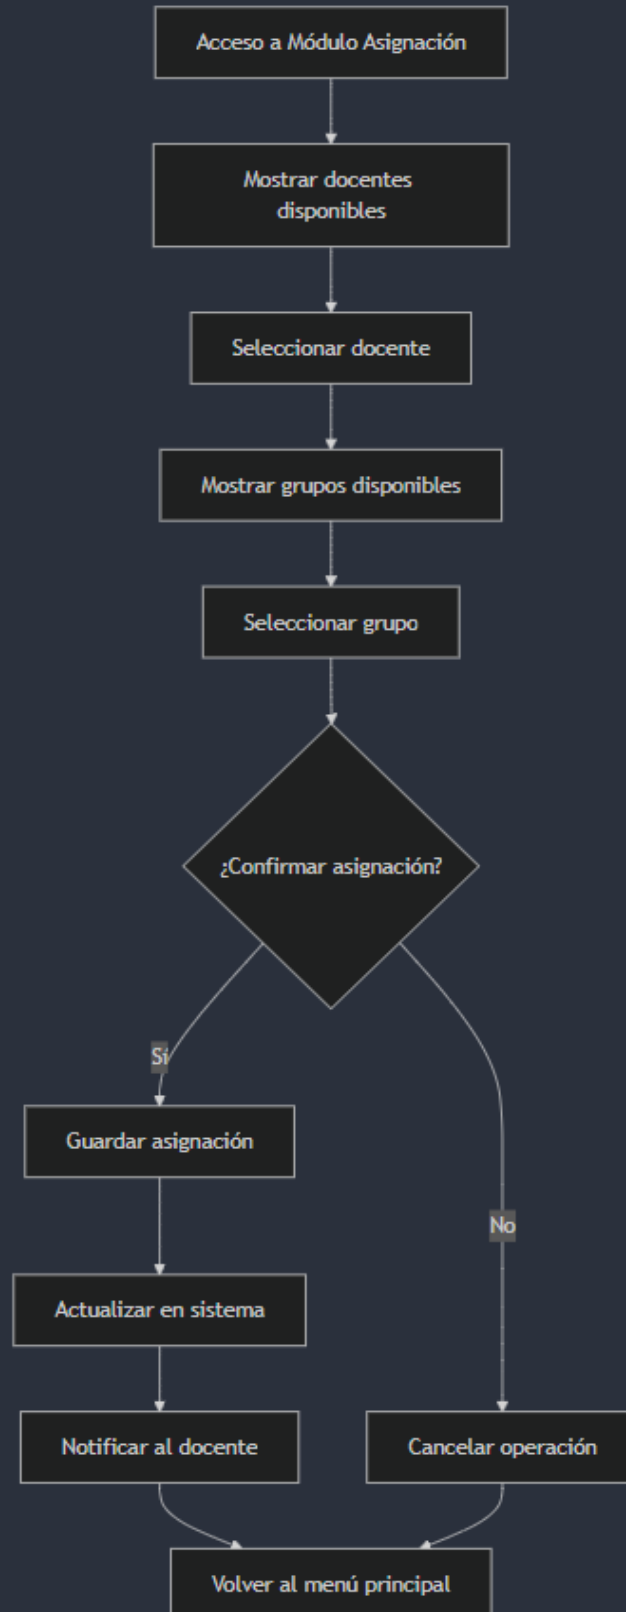 Acceso a Módulo Asignación
Mostrar docentes
disponibles
Seleccionar docente
Mostrar grupos disponibles
Seleccionar grupo
¿Confirmar asignación?
Sí
Guardar asignación
No
Actualizar en sistema
Notificar al docente
Cancelar operación
Volver al menú principal